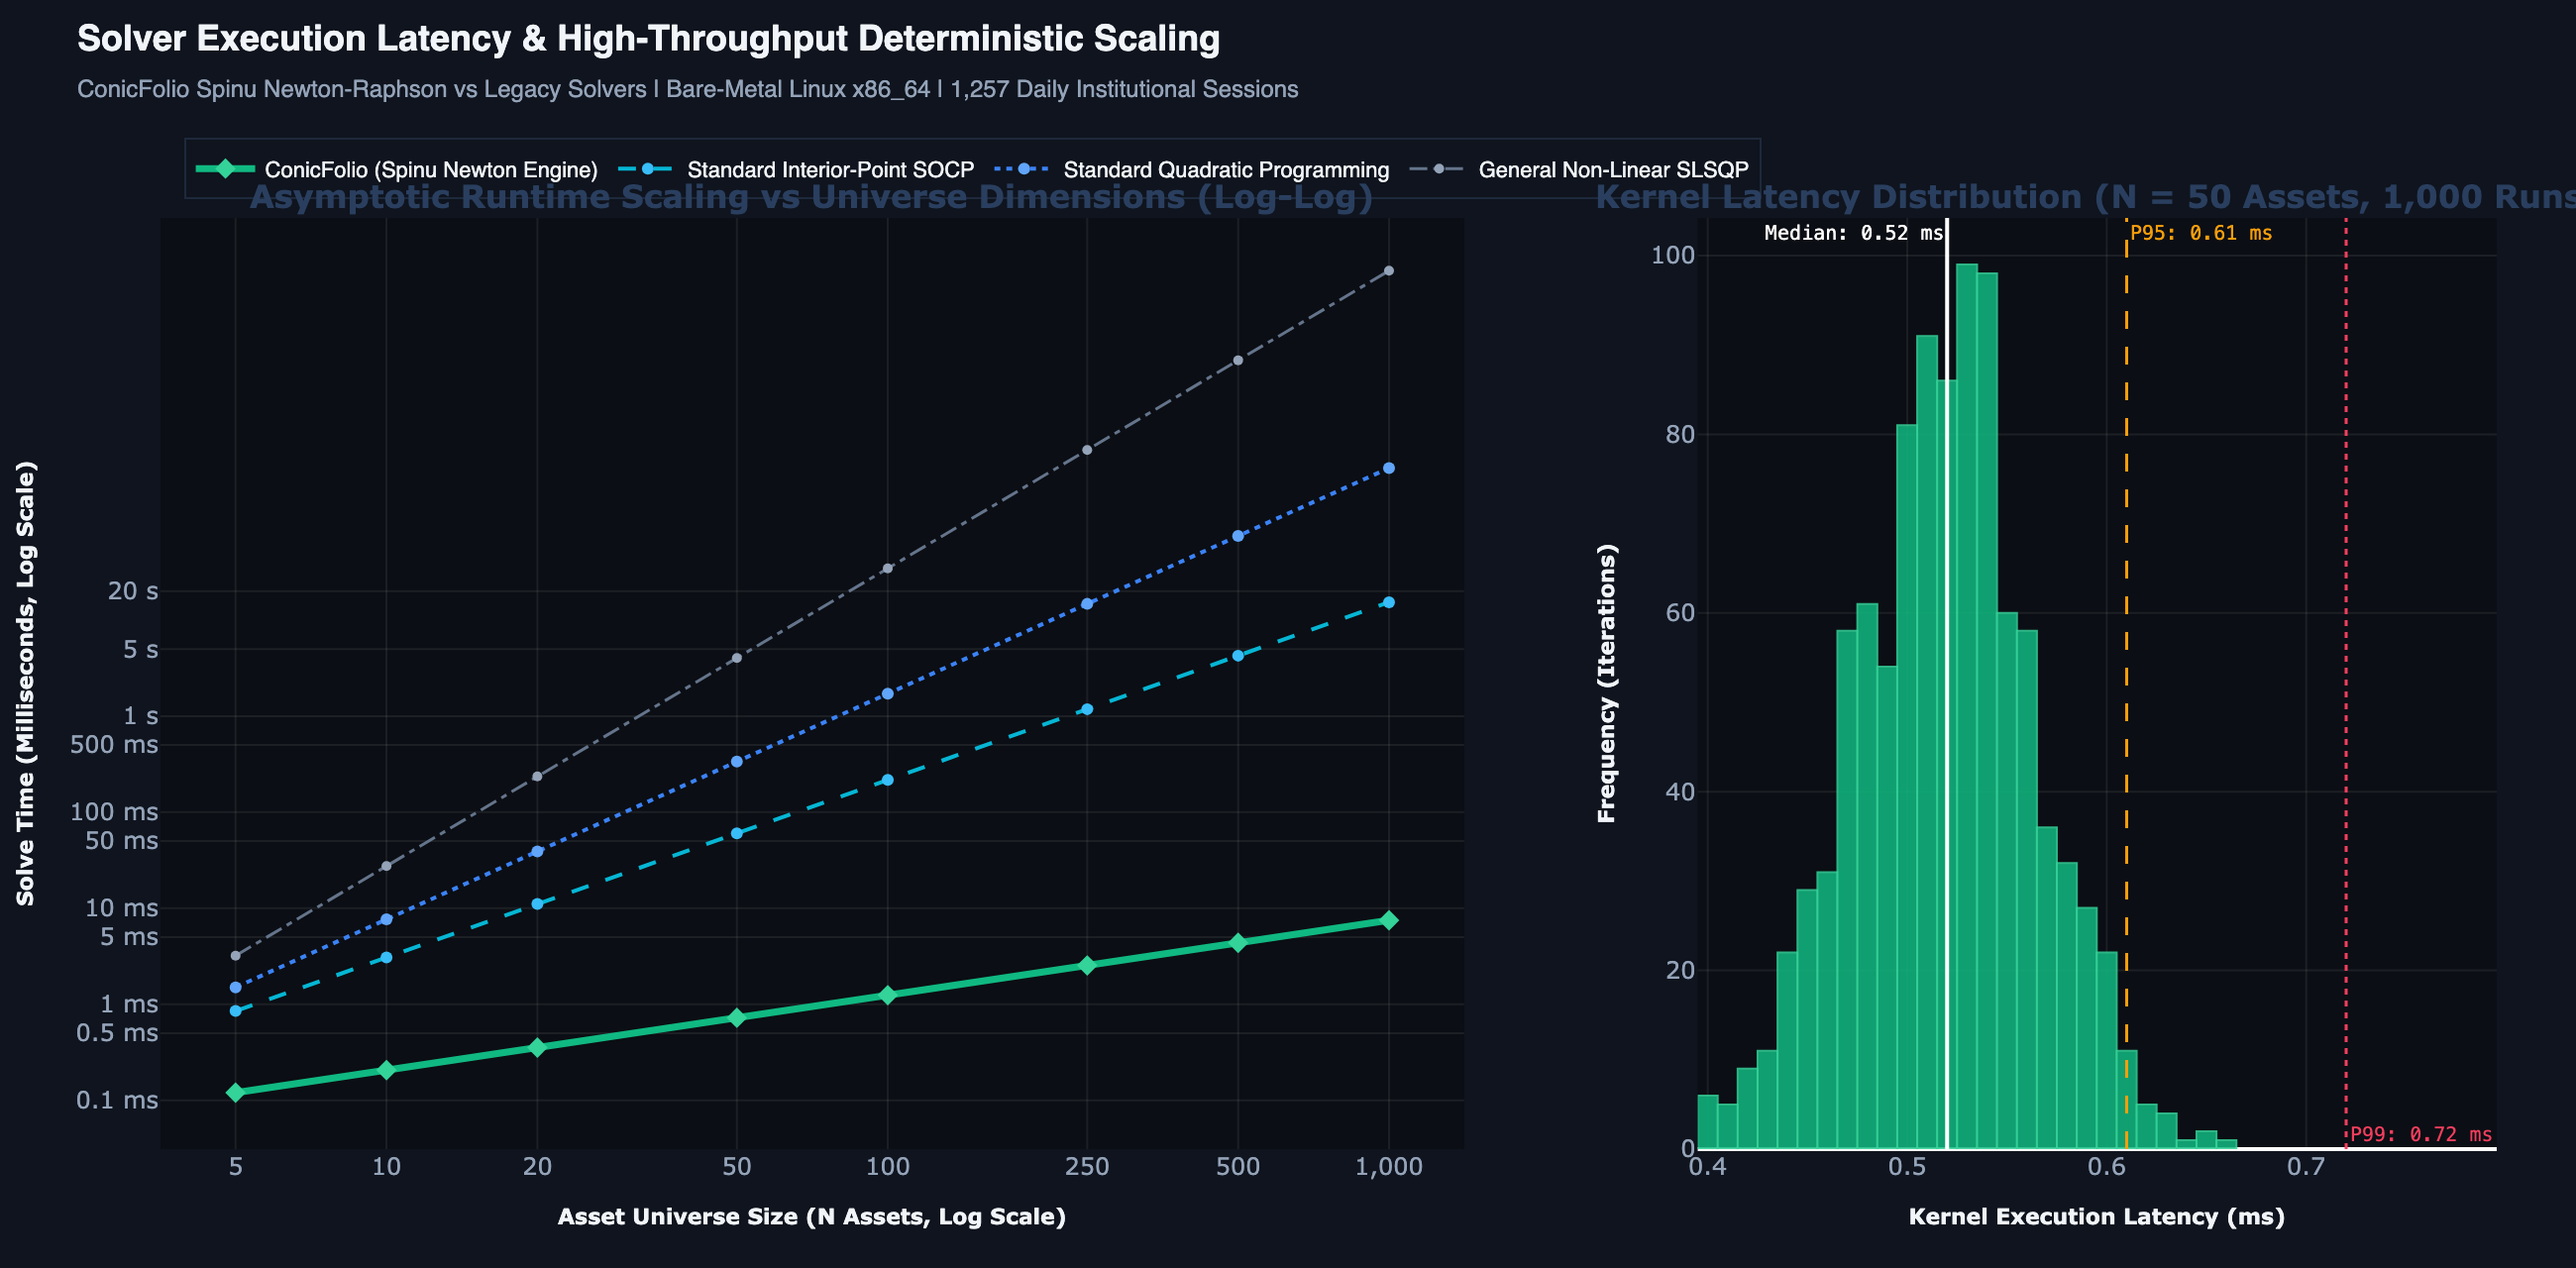 Solver Execution Latency & High-Throughput Deterministic Scaling
ConicFolio Spinu Newton-Raphson vs Legacy Solvers | Bare-Metal Linux x86_64 | 1,257 Daily Institutional Sessions
ConicFolio (Spinu Newton Engine)
Standard Interior-Point SOCP
Standard Quadratic Programming
General Non-Linear SLSQP
Asymptotic Runtime Scaling vs Universe Dimensions (Log-Log)
Solve Time (Milliseconds, Log Scale)
20 s
5 s
1 s
500 ms
100 ms
50 ms
10 ms
5 ms
1 ms
0.5 ms
0.1 ms
5
10
20
50
100
250
500
1,000
Asset Universe Size (N Assets, Log Scale)
Kernel Latency Distribution (N = 50 Assets, 1,000 Runs
Median: 0.52 ms
P95: 0.61 ms
P99: 0.72 ms
Frequency (Iterations)
100
80
60
40
20
0
0.4
0.5
0.6
0.7
Kernel Execution Latency (ms)